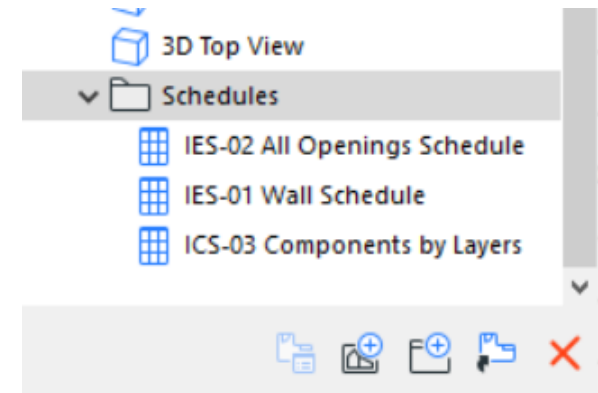 3D Top View
Schedules
IES-02 All Openings Schedule
IES-01 Wall Schedule
ICS-03 Components by Layers